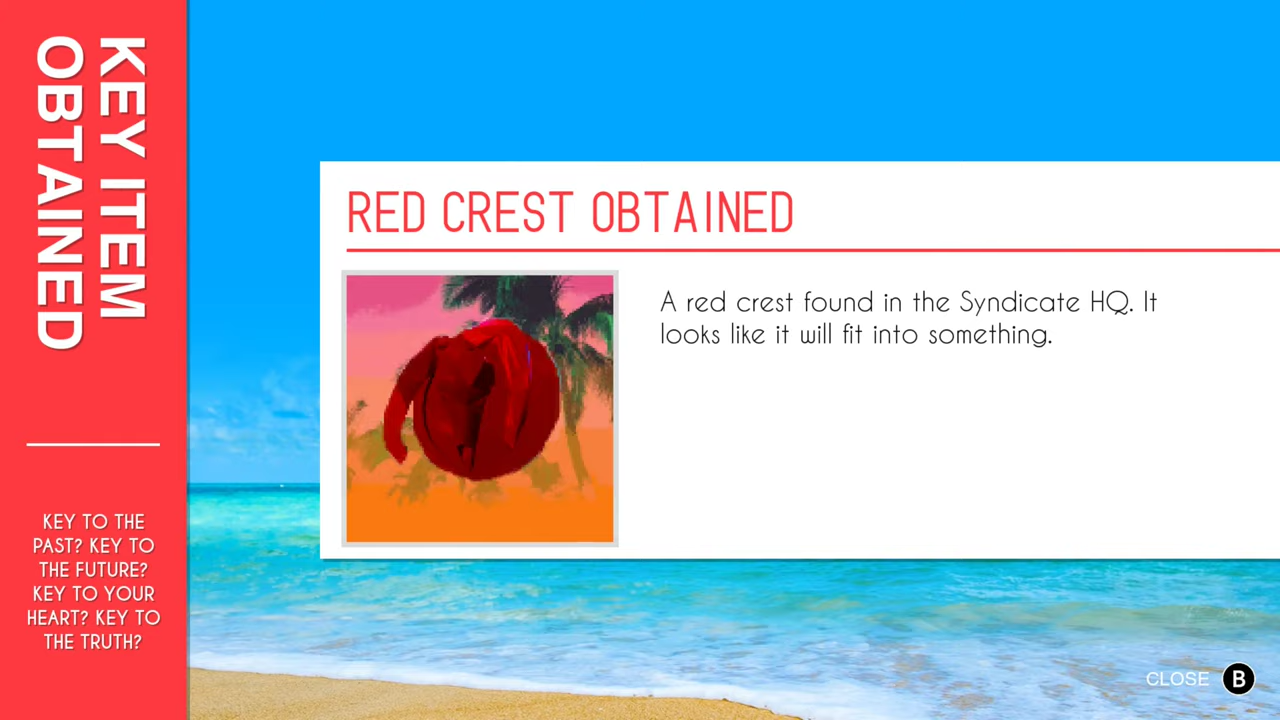 KEY ITEM
OBTAINED
KEY TO THE
PAST? KEY TO
THE FUTURE?
KEY TO YOUR
HEART? KEY TO
THE TRUTH?
RED CREST OBTAINED
A red crest found in the Syndicate HQ. It
looks like it will fit into something.
CLOSE B